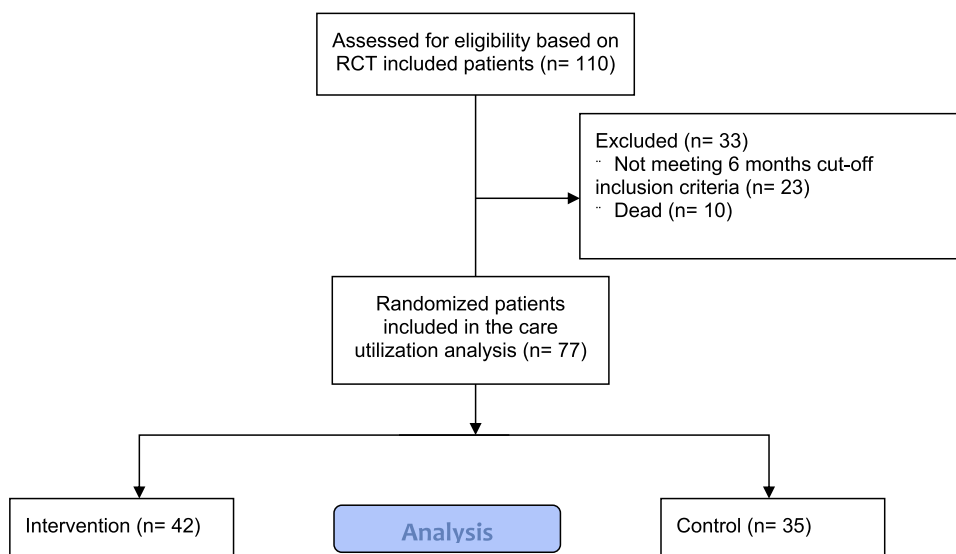 Assessed for eligibility based on
RCT included patients (n= 110)
Excluded (n= 33)
¨ Not meeting 6 months cut-off
inclusion criteria (n= 23)
¨ Dead (n= 10)
Randomized patients
included in the care
utilization analysis (n= 77)
Intervention (n= 42)
Analysis
Control (n= 35)